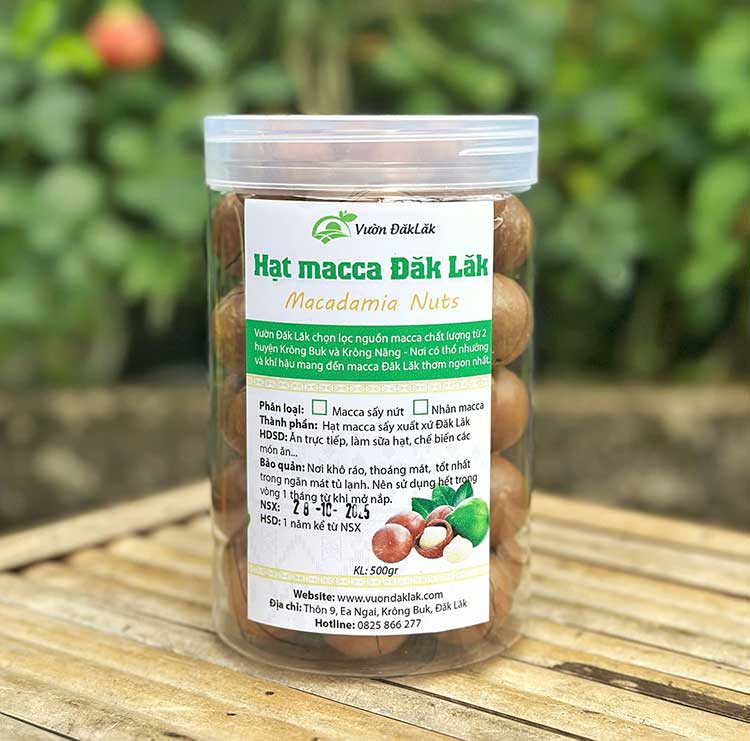 Vườn ĐăkLăk
Hạt macca Đăk Lăk
Macadamia Nuts
Vườn Đăk Lăk chọn lọc nguồn macca chất lượng từ 2
huyện Krông Buk và Krông Năng - Nơi có thổ nhưỡng
và khí hậu mang đến macca Đăk Lăk thơm ngon nhất.
Phân loại: Macca sấy nứt Nhân macca
Thành phần: Hạt macca sấy xuất xứ Đăk Lăk
HDSD: Ăn trực tiếp, làm sữa hạt, chế biến các
món ăn...
Bảo quản: Nơi khô ráo, thoáng mát, tốt nhất
trong ngăn mát tủ lạnh. Nên sử dụng hết trong
vòng 1 tháng từ khi mở nắp.
NSX: 28-10-2025
HSD: 1 năm kể từ NSX
KL: 500gr
Website: www.vuondaklak.com
Địa chỉ: Thôn 9, Ea Ngai, Krông Buk, Đăk Lăk
Hotline: 0825 866 277